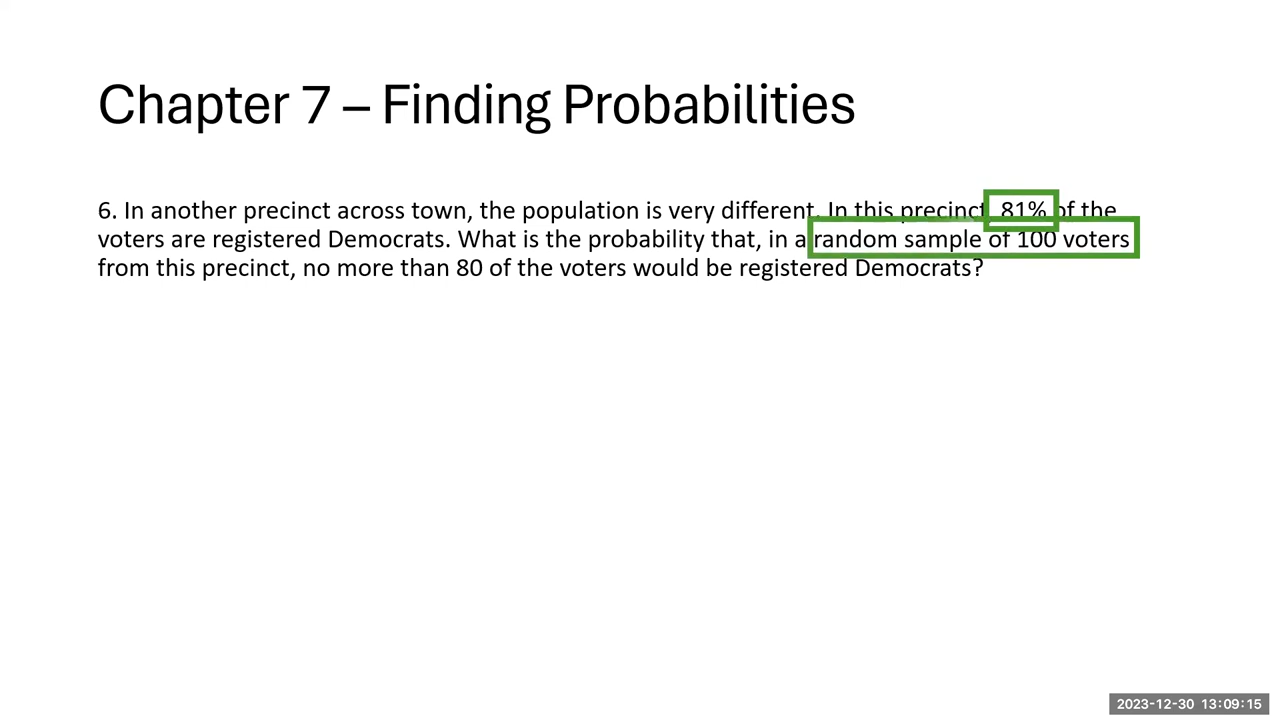 Chapter 7 – Finding Probabilities
6. In another precinct across town, the population is very different. In this precinct 81% of the
voters are registered Democrats. What is the probability that, in a random sample of 100 voters
from this precinct, no more than 80 of the voters would be registered Democrats?
2023-12-30 13:09:15